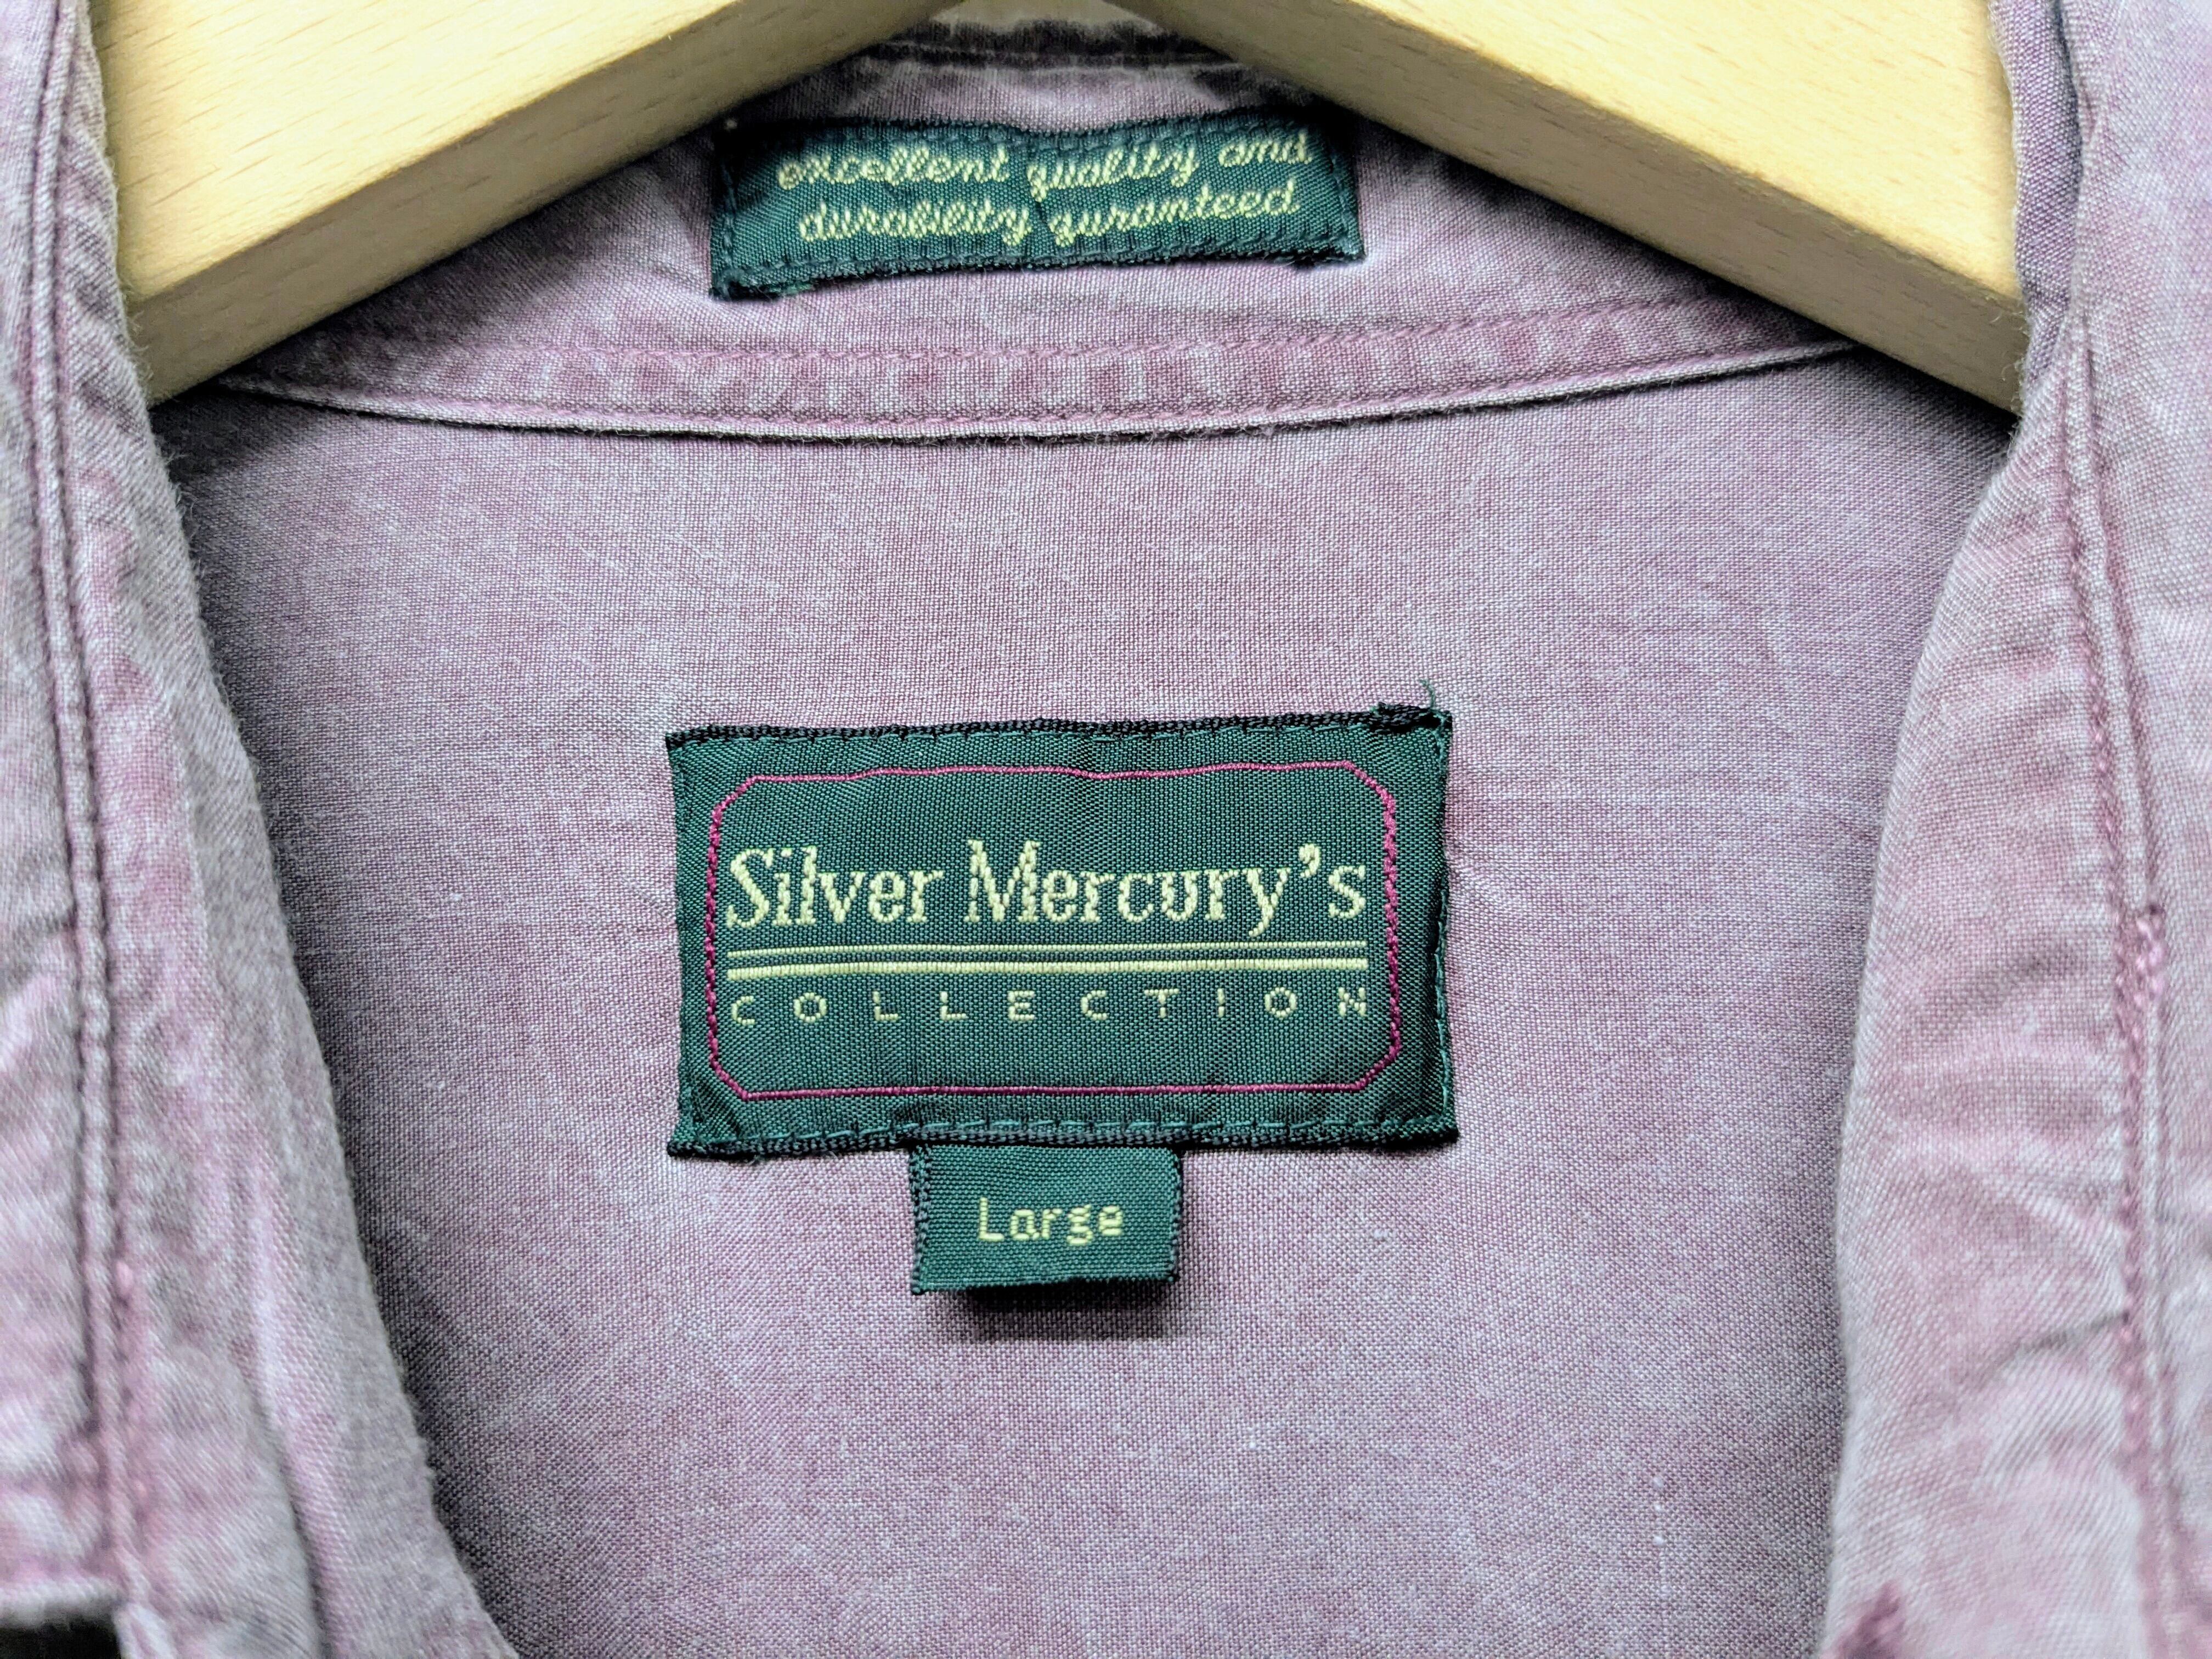 excellent quality and
durability guranteed
Silver Mercury's
COLLECTION
Large